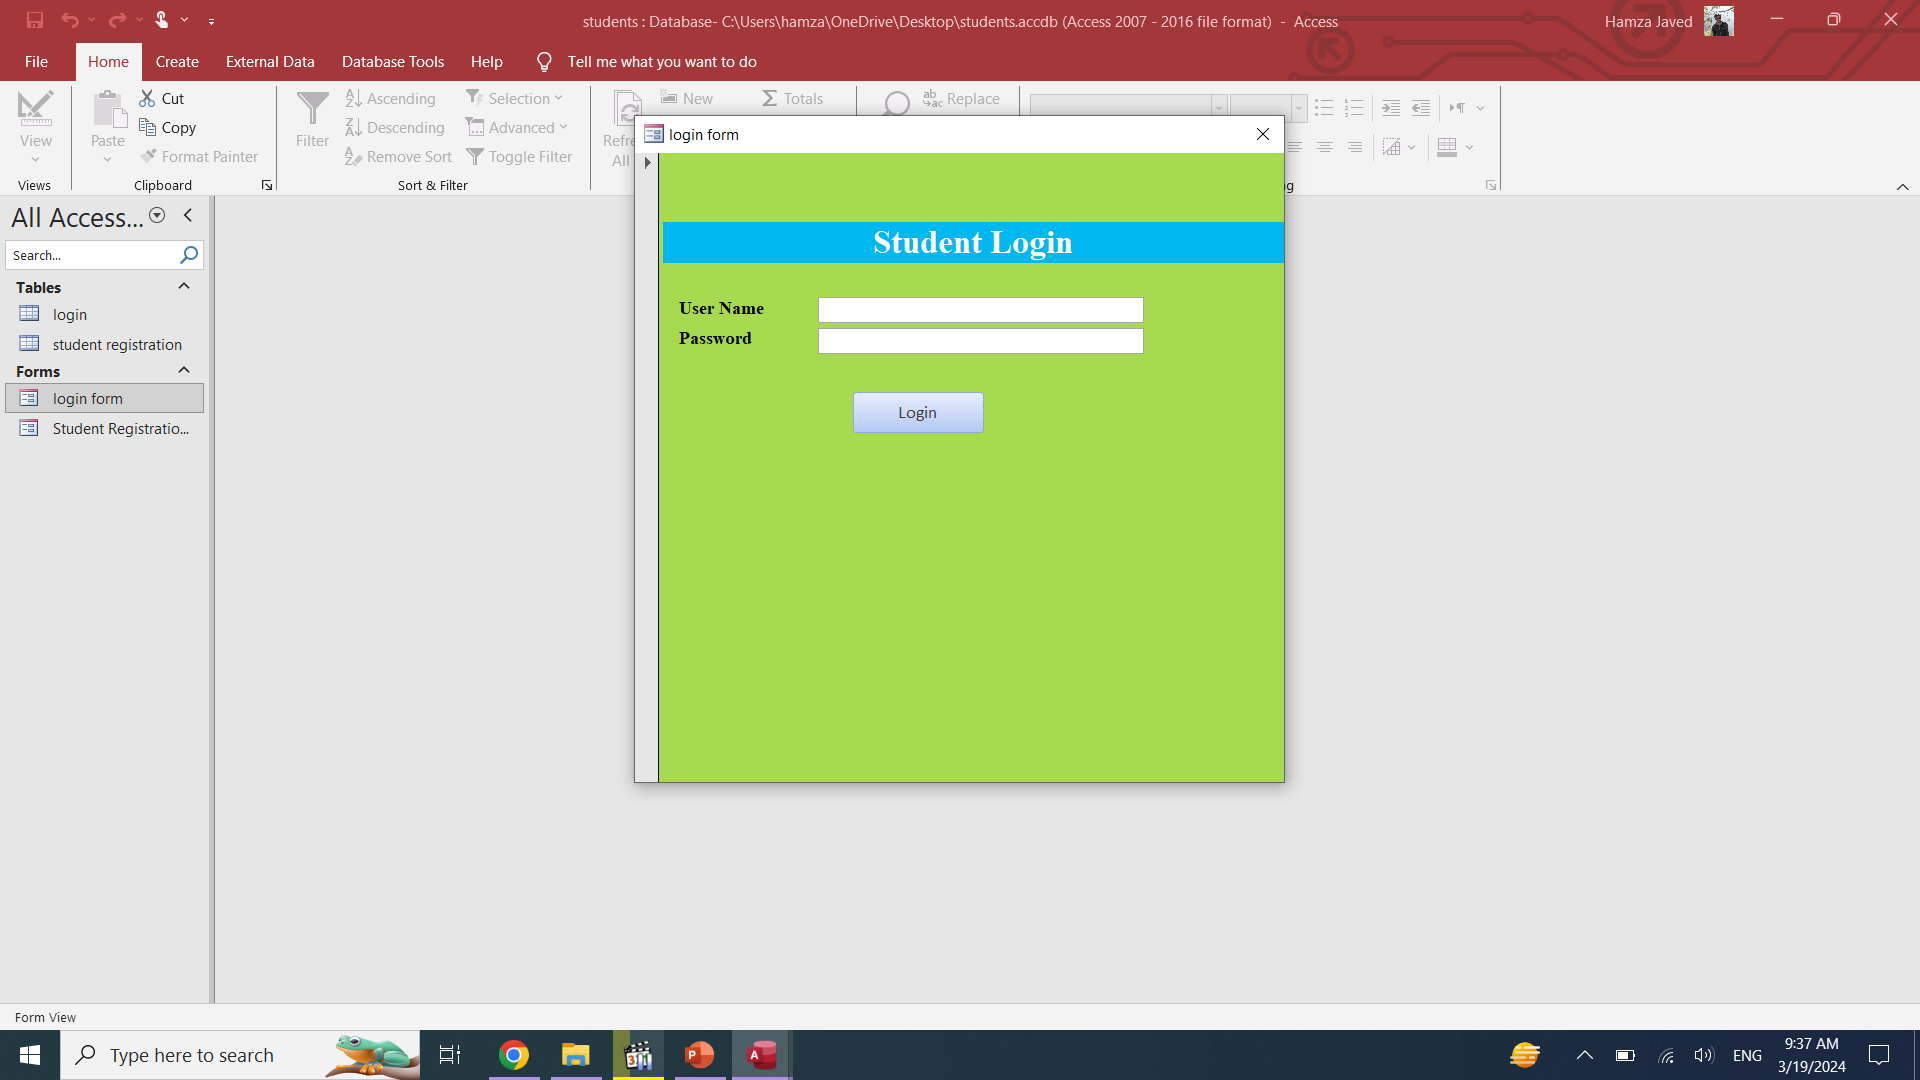 students : Database- C:\Users\hamza\OneDrive\Desktop\students.accdb (Access 2007 - 2016 file format) - Access
Hamza Javed
File
Home
Create
External Data
Database Tools
Help
Tell me what you want to do
View
Views
Paste
Cut
Copy
Format Painter
Clipboard
Filter
Ascending
Descending
Remove Sort
Selection
Advanced
Toggle Filter
Sort & Filter
All
New
Totals
Replace
login form
Student Login
User Name
Password
Login
All Access...
Search...
Tables
login
student registration
Forms
login form
Student Registratio...
Form View
Type here to search
ENG
9:37 AM
3/19/2024